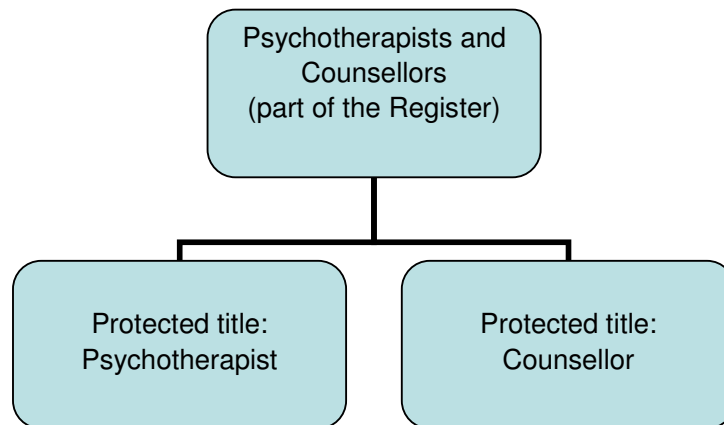 Psychotherapists and
Counsellors
(part of the Register)
Protected title:
Psychotherapist
Protected title:
Counsellor